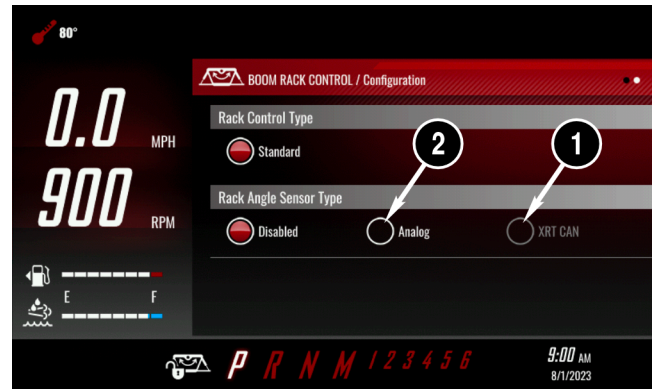 80°
BOOM RACK CONTROL / Configuration
0.0 MPH
Rack Control Type
Standard
2
1
900 RPM
Rack Angle Sensor Type
Disabled Analog XRT CAN
E F
P R N M 1 2 3 4 5 6
9:00 AM
8/1/2023